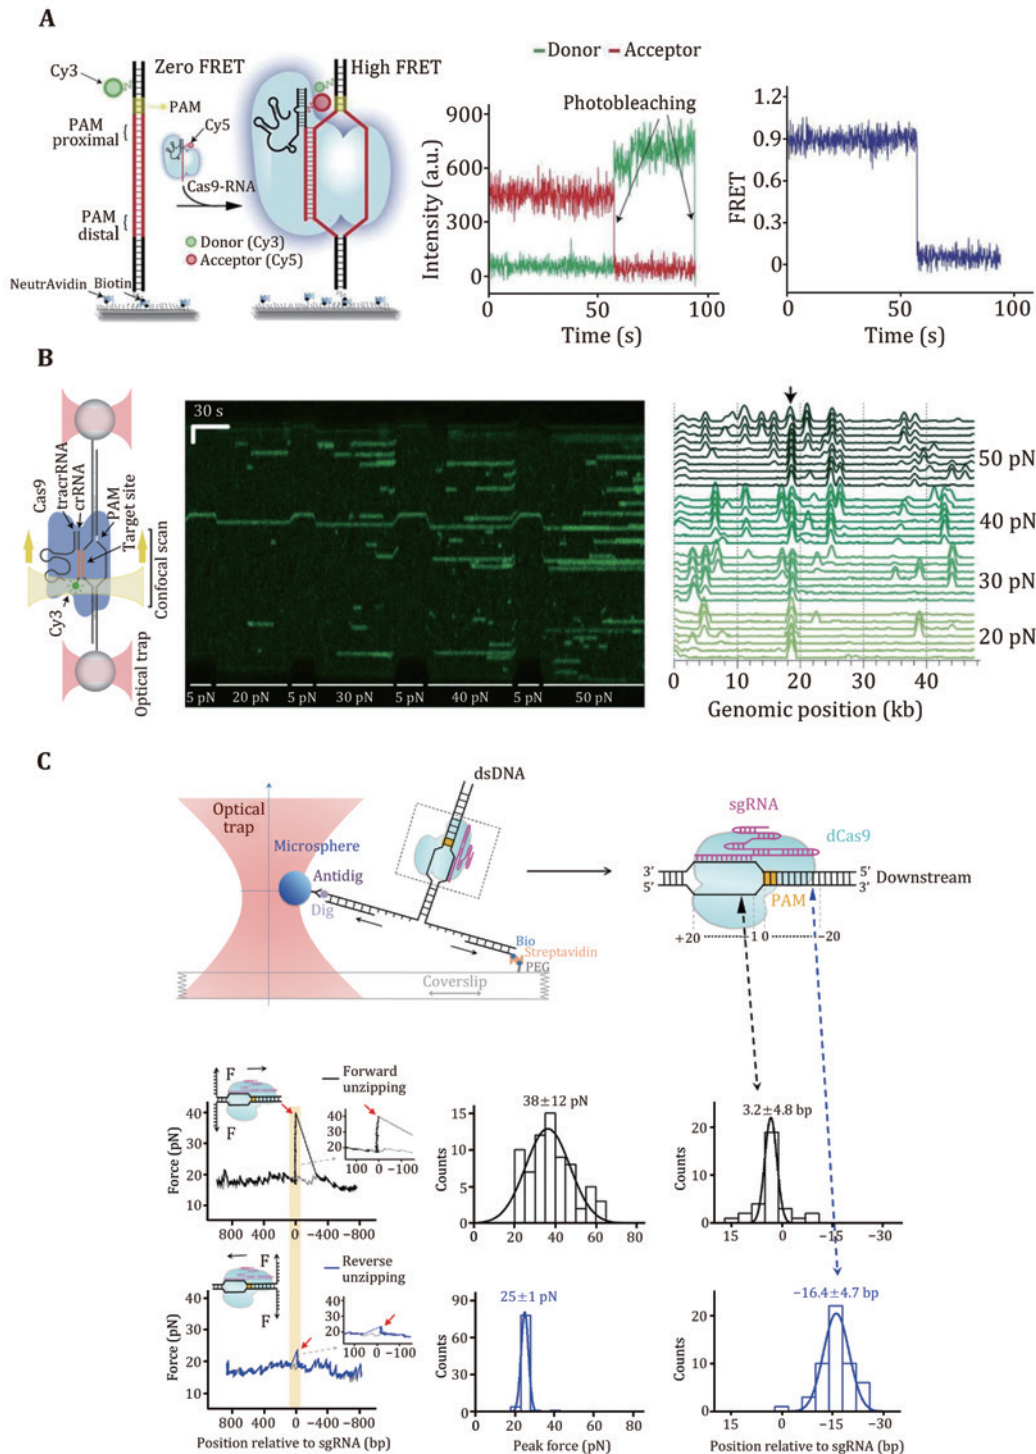 A
Cy3
Zero FRET
High FRET
PAM
PAM proximal
Cy5
Cas9-RNA
PAM distal
Donor (Cy3)
Acceptor (Cy5)
NeutrAvidin
Biotin
Donor
Acceptor
Photobleaching
Intensity (a.u.)
900
600
300
0
0 50 100
Time (s)
FRET
1.2
0.9
0.6
0.3
0
0 50 100
Time (s)
B
Cas9
tracrRNA
crRNA
PAM
Target site
Confocal scan
Cy3
Optical trap
30 s
5 pN 20 pN 5 pN 30 pN 5 pN 40 pN 5 pN 50 pN
50 pN
40 pN
30 pN
20 pN
0 10 20 30 40
Genomic position (kb)
C
Optical trap
Microsphere
Antidig
Dig
dsDNA
Bio
Streptavidin
PEG
Coverslip
sgRNA
dCas9
3′ 5′
5′ 3′
Downstream
PAM
+20 -1 0 -20
F
F
Forward unzipping
Force (pN)
40
30
20
10
40
30
20
100 0 -100
800 400 0 -400 -800
38±12 pN
Counts
15
10
5
0
0 20 40 60 80
3.2±4.8 bp
Counts
20
10
0
15 0 -15 -30
F
F
Reverse unzipping
Force (pN)
40
30
20
10
40
30
20
100 0 -100
800 400 0 -400 -800
Position relative to sgRNA (bp)
25±1 pN
Counts
90
60
30
0
0 20 40 60 80
Peak force (pN)
-16.4±4.7 bp
Counts
20
10
0
15 0 -15 -30
Position relative to sgRNA (bp)